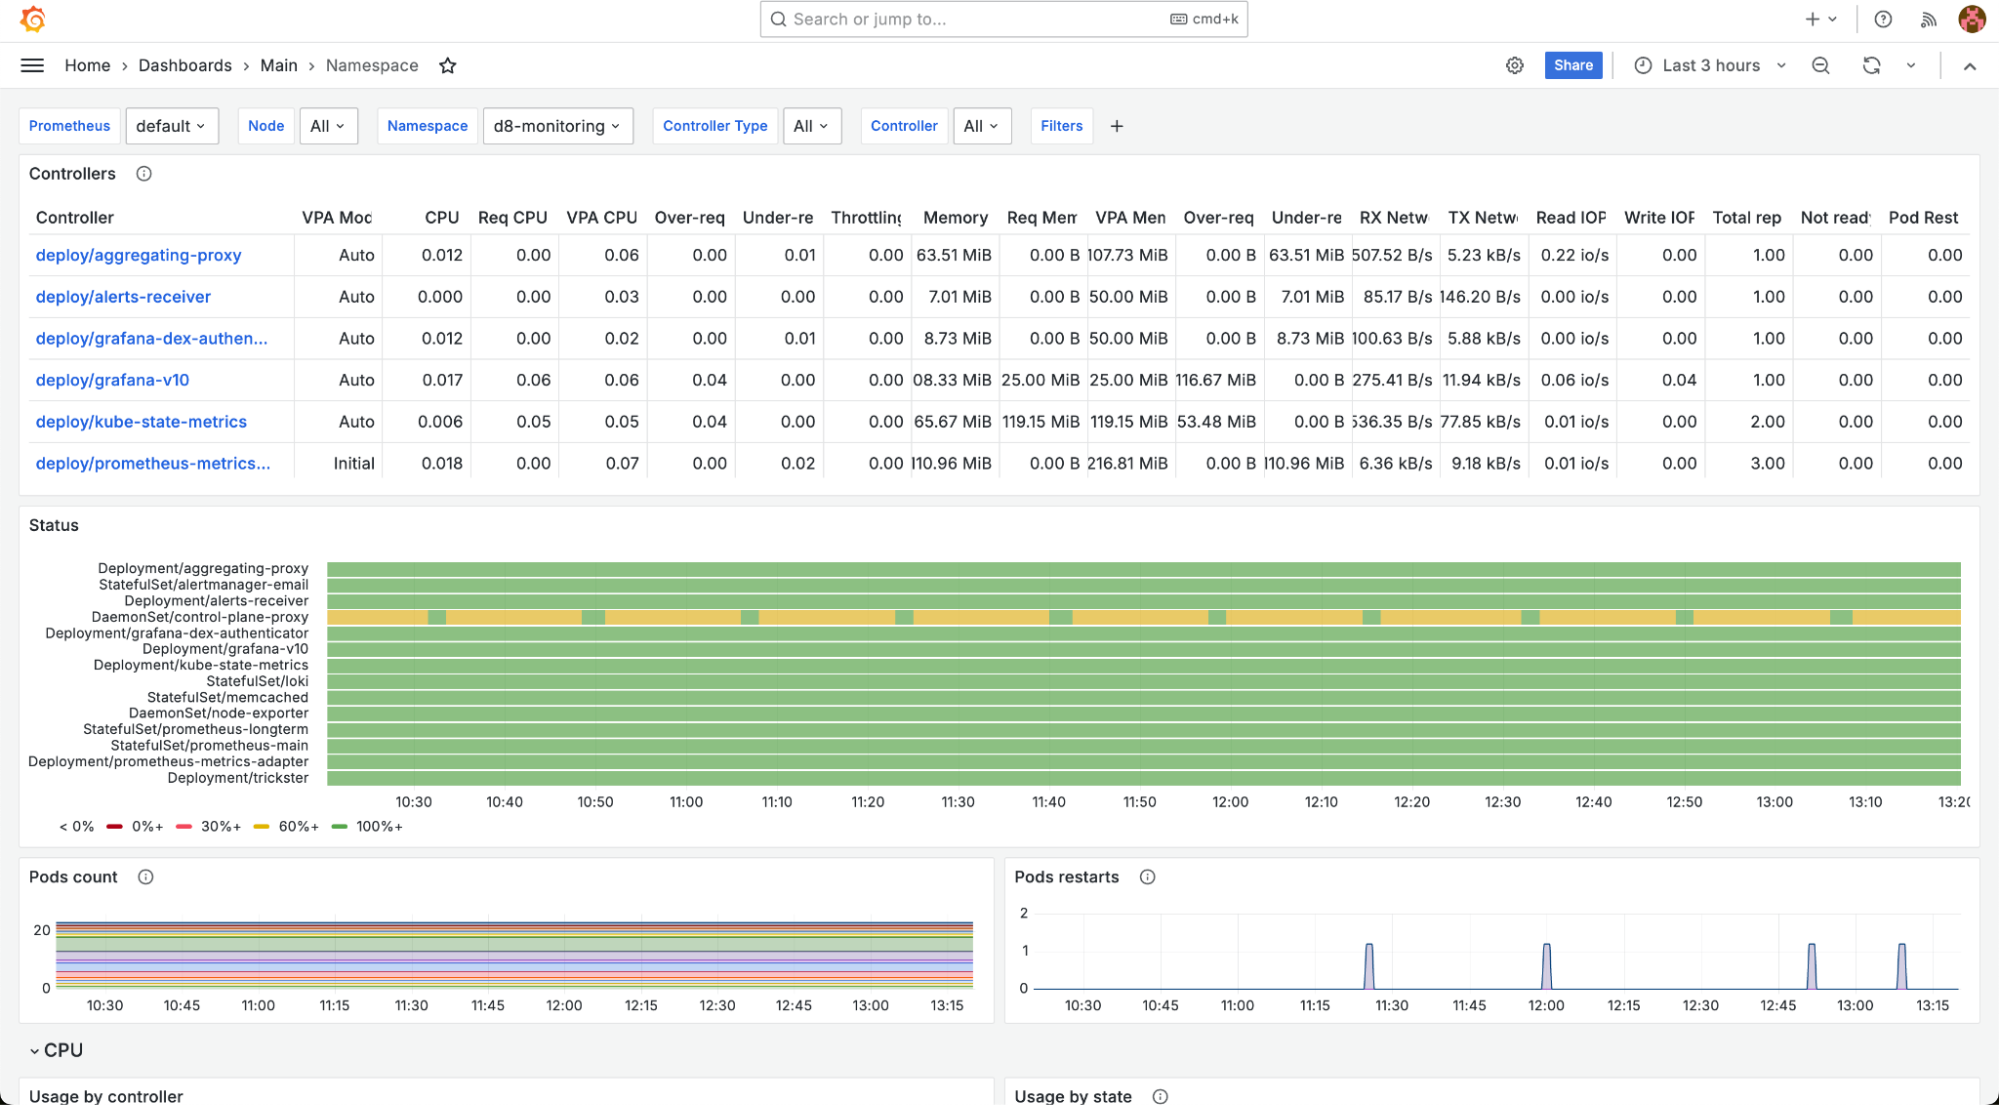 Search or jump to... cmd+k
Home › Dashboards › Main › Namespace Share Last 3 hours
Prometheus default Node All Namespace d8-monitoring Controller Type All Controller All Filters +
Controllers
Controller VPA Mod CPU Req CPU VPA CPU Over-req Under-re Throttling Memory Req Mem VPA Mem Over-req Under-re RX Netw TX Netw Read IOP Write IOP Total rep Not ready Pod Rest
deploy/aggregating-proxy Auto 0.012 0.00 0.06 0.00 0.01 0.00 63.51 MiB 0.00 B 107.73 MiB 0.00 B 63.51 MiB 507.52 B/s 5.23 kB/s 0.22 io/s 0.00 1.00 0.00 0.00
deploy/alerts-receiver Auto 0.000 0.00 0.03 0.00 0.00 0.00 7.01 MiB 0.00 B 50.00 MiB 0.00 B 7.01 MiB 85.17 B/s 146.20 B/s 0.00 io/s 0.00 1.00 0.00 0.00
deploy/grafana-dex-authen... Auto 0.012 0.00 0.02 0.00 0.01 0.00 8.73 MiB 0.00 B 50.00 MiB 0.00 B 8.73 MiB 100.63 B/s 5.88 kB/s 0.00 io/s 0.00 1.00 0.00 0.00
deploy/grafana-v10 Auto 0.017 0.06 0.06 0.04 0.00 0.00 08.33 MiB 25.00 MiB 25.00 MiB 116.67 MiB 0.00 B 275.41 B/s 11.94 kB/s 0.06 io/s 0.04 1.00 0.00 0.00
deploy/kube-state-metrics Auto 0.006 0.05 0.05 0.04 0.00 0.00 65.67 MiB 119.15 MiB 119.15 MiB 53.48 MiB 0.00 B 536.35 B/s 77.85 kB/s 0.01 io/s 0.00 2.00 0.00 0.00
deploy/prometheus-metrics... Initial 0.018 0.00 0.07 0.00 0.02 0.00 110.96 MiB 0.00 B 216.81 MiB 0.00 B 110.96 MiB 6.36 kB/s 9.18 kB/s 0.01 io/s 0.00 3.00 0.00 0.00
Status
Deployment/aggregating-proxy
StatefulSet/alertmanager-email
Deployment/alerts-receiver
DaemonSet/control-plane-proxy
Deployment/grafana-dex-authenticator
Deployment/grafana-v10
Deployment/kube-state-metrics
StatefulSet/loki
StatefulSet/memcached
DaemonSet/node-exporter
StatefulSet/prometheus-longterm
StatefulSet/prometheus-main
Deployment/prometheus-metrics-adapter
Deployment/trickster
10:30 10:40 10:50 11:00 11:10 11:20 11:30 11:40 11:50 12:00 12:10 12:20 12:30 12:40 12:50 13:00 13:10 13:20
< 0% 0%+ 30%+ 60%+ 100%+
Pods count
20
0
10:30 10:45 11:00 11:15 11:30 11:45 12:00 12:15 12:30 12:45 13:00 13:15
Pods restarts
2
1
0
10:30 10:45 11:00 11:15 11:30 11:45 12:00 12:15 12:30 12:45 13:00 13:15
CPU
Usage by controller
Usage by state